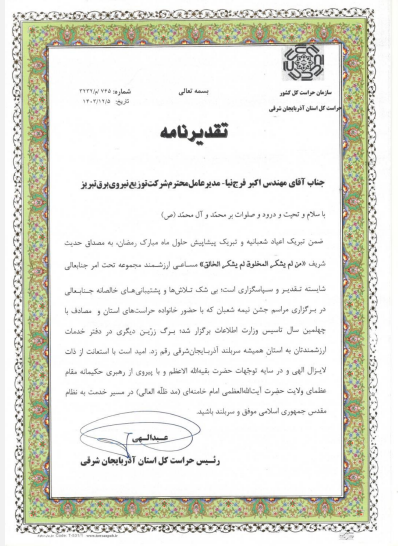 سازمان حراست کل کشور
حراست کل استان آذربایجان شرقی
بسمه تعالی
شماره: ۷۴۵/م/۳۲۳۲
تاریخ: ۱۴۰۳/۱۲/۵
تقدیرنامه
جناب آقای مهندس اکبر فرج‌نیا- مدیرعامل محترم شرکت توزیع نیروی برق تبریز
با سلام و تحیت و درود و صلوات بر محمد و آل محمد (ص)
ضمن تبریک اعیاد شعبانیه و تبریک پیشاپیش حلول ماه مبارک رمضان، به مصداق حدیث
شریف «من لم یشکر المخلوق لم یشکر الخالق» مساعی ارزشمند مجموعه تحت امر جنابعالی
شایسته تقدیر و سپاسگزاری است؛ بی شک تلاش‌ها و پشتیبانی‌های خالصانه جنابعالی
در برگزاری مراسم جشن نیمه شعبان که با حضور خانواده حراست‌های استان و مصادف با
چهلمین سال تاسیس وزارت اطلاعات برگزار شد؛ برگ زرین دیگری در دفتر خدمات
ارزشمندتان به استان همیشه سربلند آذربایجان‌شرقی رقم زد. امید است با استعانت از ذات
لایزال الهی و در سایه توجهات حضرت بقیه‌الله الاعظم و با پیروی از رهبری حکیمانه مقام
عظمای ولایت حضرت آیت‌الله‌العظمی امام خامنه‌ای (مد ظله العالی) در مسیر خدمت به نظام
مقدس جمهوری اسلامی موفق و سربلند باشید.
عبدالهی
رئیس حراست کل استان آذربایجان شرقی